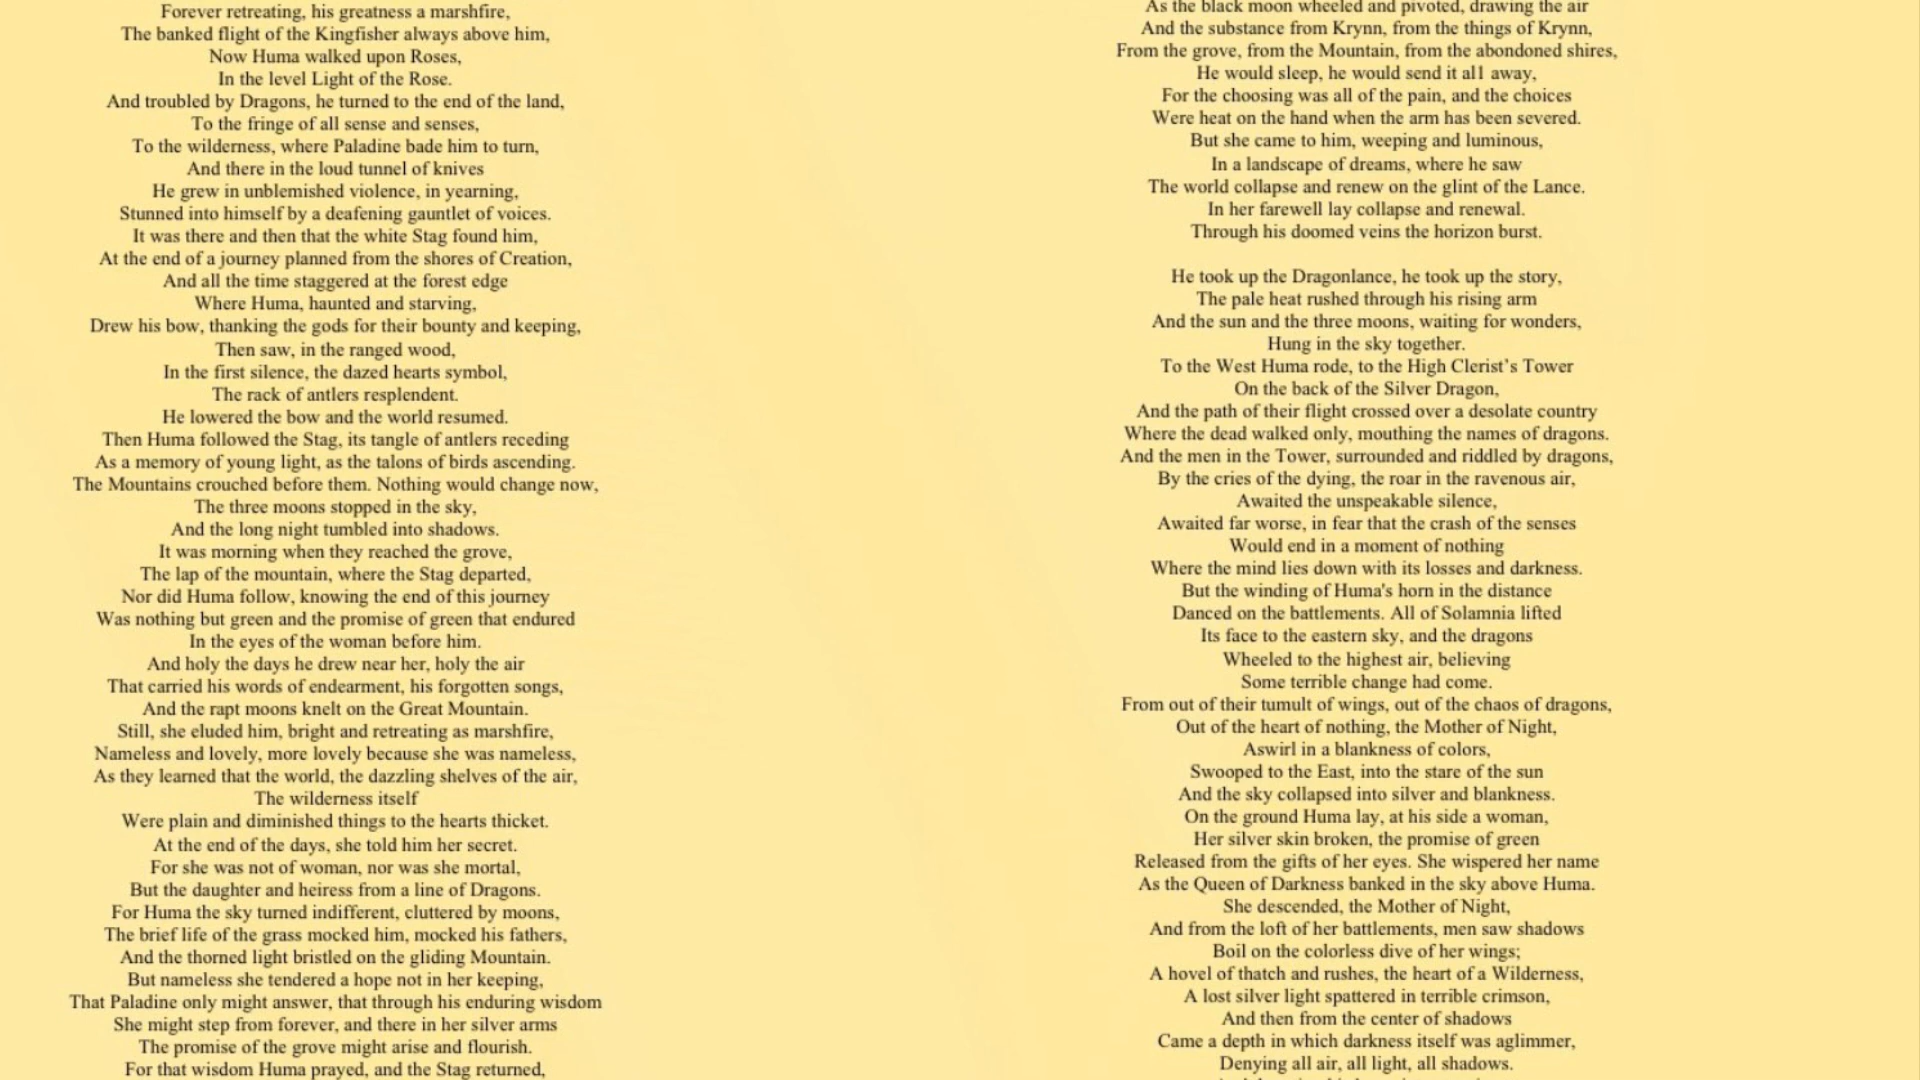 Forever retreating, his greatness a marshfire,
The banked flight of the Kingfisher always above him,
Now Huma walked upon Roses,
In the level Light of the Rose.
And troubled by Dragons, he turned to the end of the land,
To the fringe of all sense and senses,
To the wilderness, where Paladine bade him to turn,
And there in the loud tunnel of knives
He grew in unblemished violence, in yearning,
Stunned into himself by a deafening gauntlet of voices.
It was there and then that the white Stag found him,
At the end of a journey planned from the shores of Creation,
And all the time staggered at the forest edge
Where Huma, haunted and starving,
Drew his bow, thanking the gods for their bounty and keeping,
Then saw, in the ranged wood,
In the first silence, the dazed hearts symbol,
The rack of antlers resplendent.
He lowered the bow and the world resumed.
Then Huma followed the Stag, its tangle of antlers receding
As a memory of young light, as the talons of birds ascending.
The Mountains crouched before them. Nothing would change now,
The three moons stopped in the sky,
And the long night tumbled into shadows.
It was morning when they reached the grove,
The lap of the mountain, where the Stag departed,
Nor did Huma follow, knowing the end of this journey
Was nothing but green and the promise of green that endured
In the eyes of the woman before him.
And holy the days he drew near her, holy the air
That carried his words of endearment, his forgotten songs,
And the rapt moons knelt on the Great Mountain.
Still, she eluded him, bright and retreating as marshfire,
Nameless and lovely, more lovely because she was nameless,
As they learned that the world, the dazzling shelves of the air,
The wilderness itself
Were plain and diminished things to the hearts thicket.
At the end of the days, she told him her secret.
For she was not of woman, nor was she mortal,
But the daughter and heiress from a line of Dragons.
For Huma the sky turned indifferent, cluttered by moons,
The brief life of the grass mocked him, mocked his fathers,
And the thorned light bristled on the gliding Mountain.
But nameless she tendered a hope not in her keeping,
That Paladine only might answer, that through his enduring wisdom
She might step from forever, and there in her silver arms
The promise of the grove might arise and flourish.
For that wisdom Huma prayed, and the Stag returned,
As the black moon wheeled and pivoted, drawing the air
And the substance from Krynn, from the things of Krynn,
From the grove, from the Mountain, from the abondoned shires,
He would sleep, he would send it all away,
For the choosing was all of the pain, and the choices
Were heat on the hand when the arm has been severed.
But she came to him, weeping and luminous,
In a landscape of dreams, where he saw
The world collapse and renew on the glint of the Lance.
In her farewell lay collapse and renewal.
Through his doomed veins the horizon burst.
He took up the Dragonlance, he took up the story,
The pale heat rushed through his rising arm
And the sun and the three moons, waiting for wonders,
Hung in the sky together.
To the West Huma rode, to the High Clerist's Tower
On the back of the Silver Dragon,
And the path of their flight crossed over a desolate country
Where the dead walked only, mouthing the names of dragons.
And the men in the Tower, surrounded and riddled by dragons,
By the cries of the dying, the roar in the ravenous air,
Awaited the unspeakable silence,
Awaited far worse, in fear that the crash of the senses
Would end in a moment of nothing
Where the mind lies down with its losses and darkness.
But the winding of Huma's horn in the distance
Danced on the battlements. All of Solamnia lifted
Its face to the eastern sky, and the dragons
Wheeled to the highest air, believing
Some terrible change had come.
From out of their tumult of wings, out of the chaos of dragons,
Out of the heart of nothing, the Mother of Night,
Aswirl in a blankness of colors,
Swooped to the East, into the stare of the sun
And the sky collapsed into silver and blankness.
On the ground Huma lay, at his side a woman,
Her silver skin broken, the promise of green
Released from the gifts of her eyes. She wispered her name
As the Queen of Darkness banked in the sky above Huma.
She descended, the Mother of Night,
And from the loft of her battlements, men saw shadows
Boil on the colorless dive of her wings;
A hovel of thatch and rushes, the heart of a Wilderness,
A lost silver light spattered in terrible crimson,
And then from the center of shadows
Came a depth in which darkness itself was aglimmer,
Denying all air, all light, all shadows.